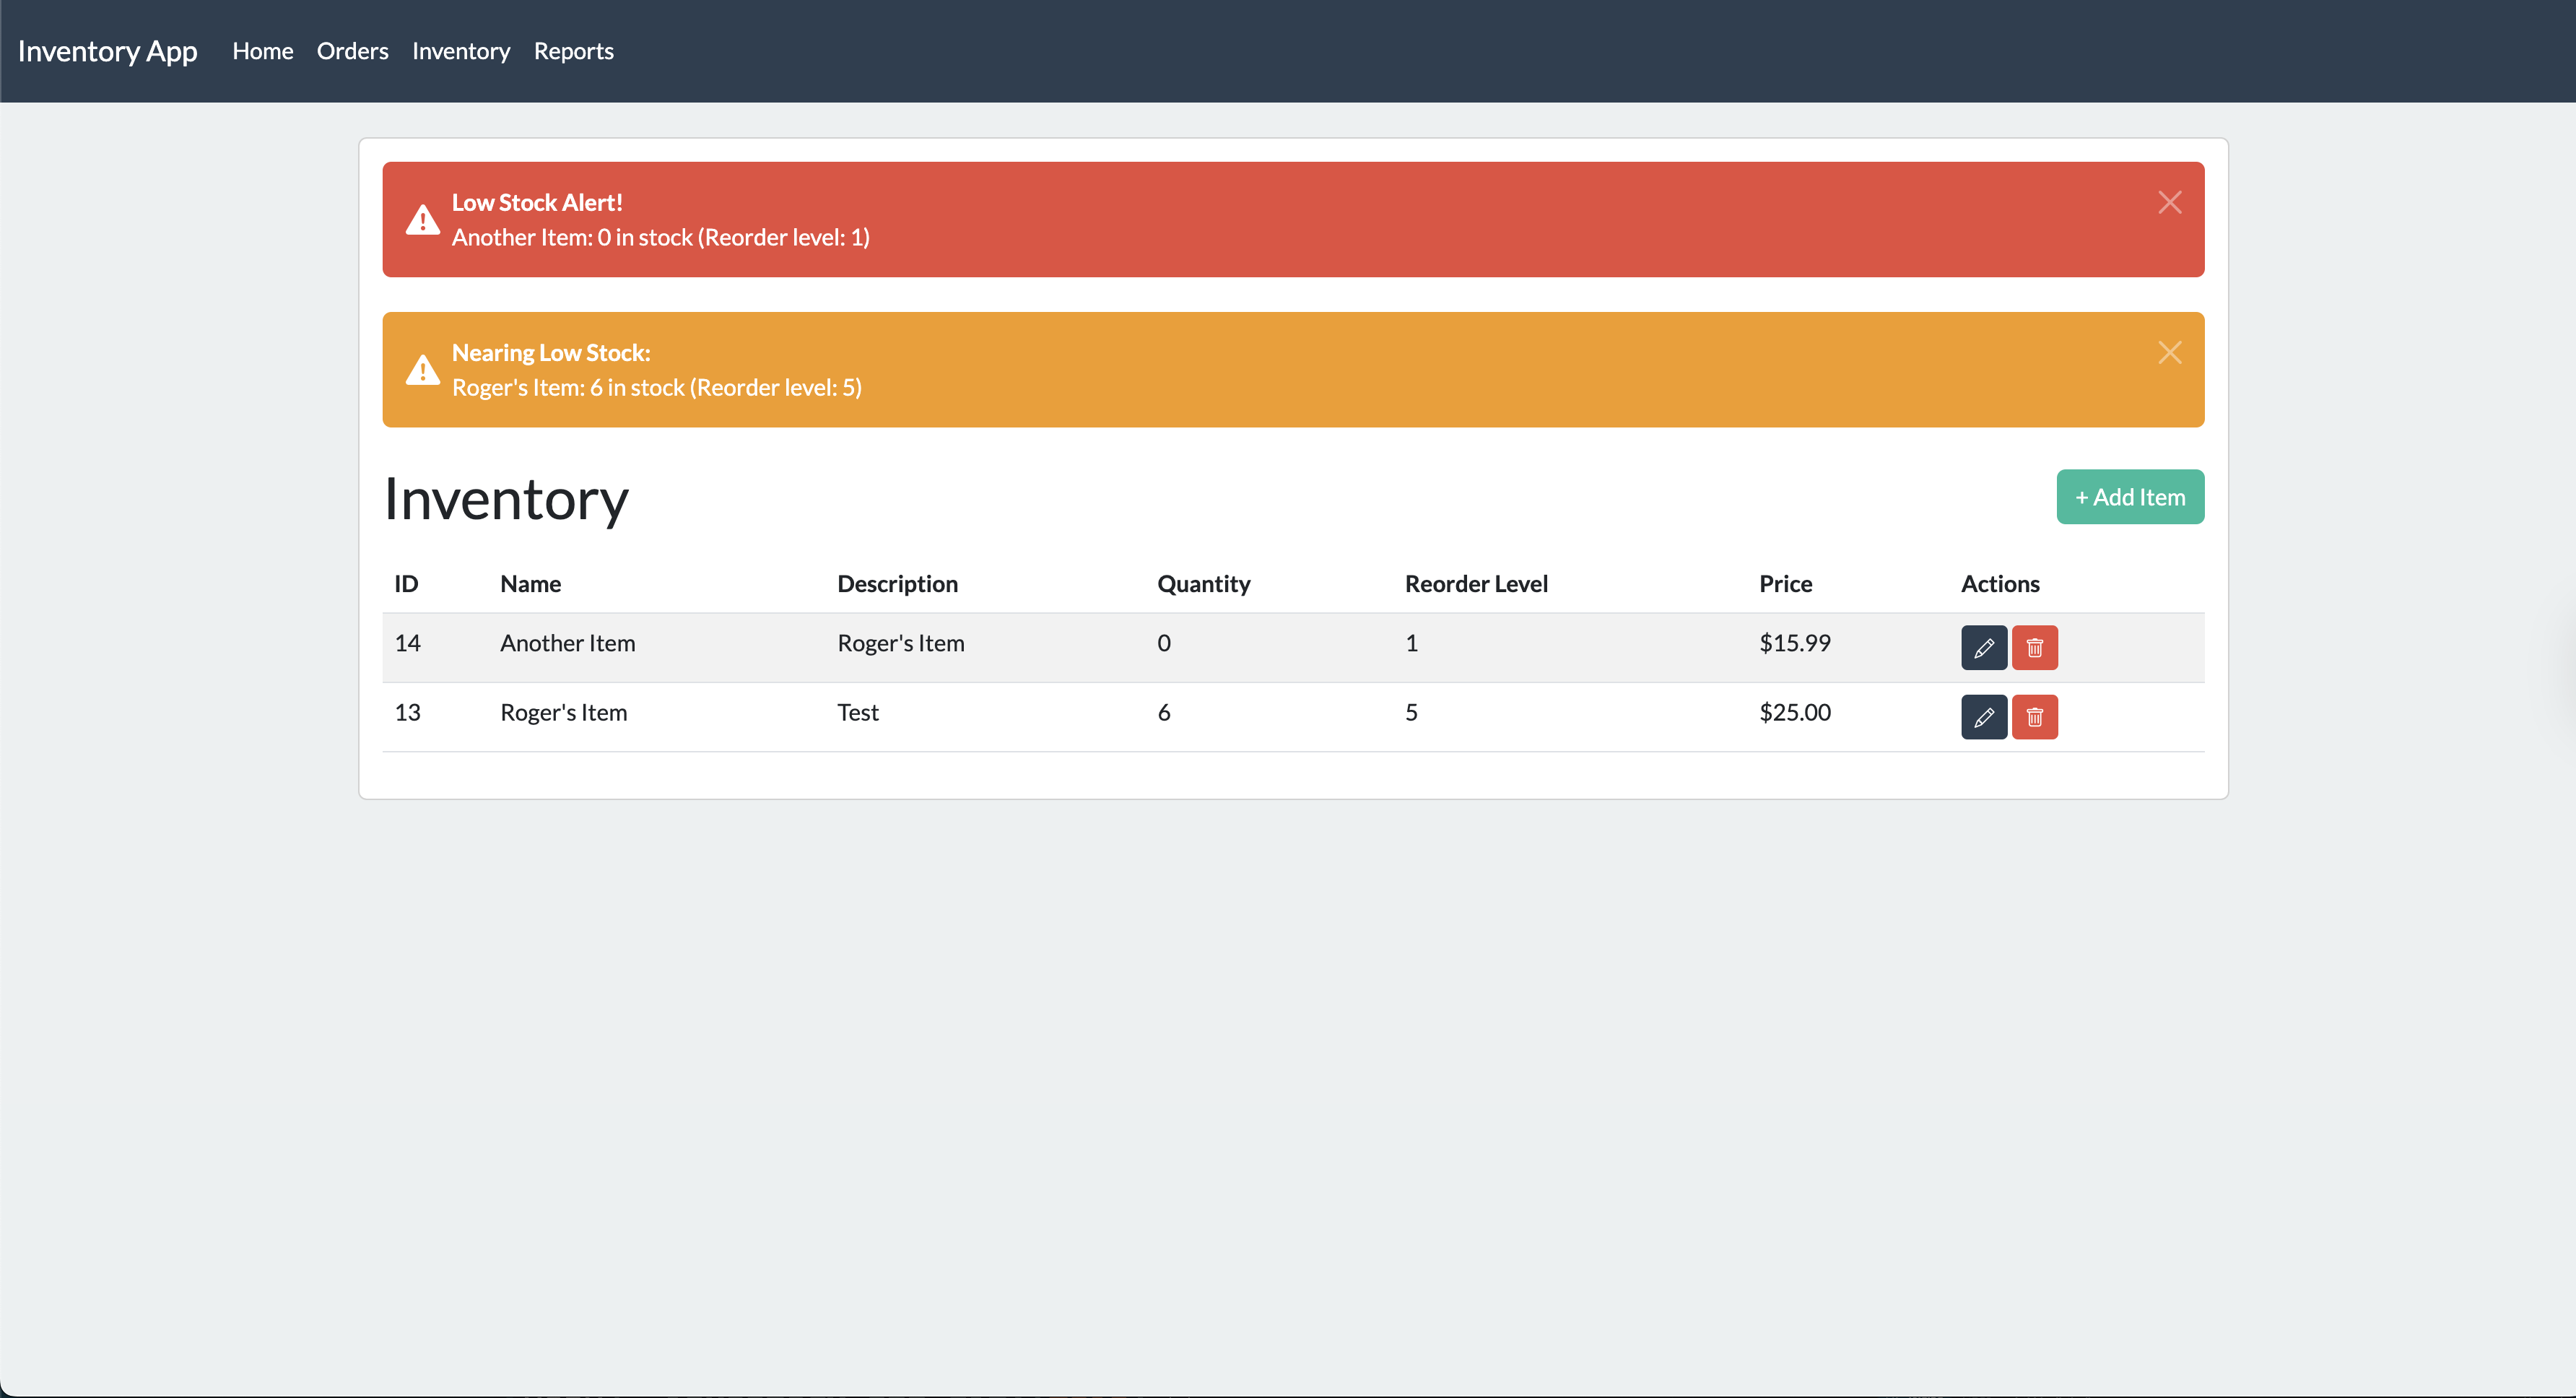 Inventory App Home Orders Inventory Reports
Low Stock Alert!
Another Item: 0 in stock (Reorder level: 1)
Nearing Low Stock:
Roger's Item: 6 in stock (Reorder level: 5)
Inventory
+ Add Item
ID Name Description Quantity Reorder Level Price Actions
14 Another Item Roger's Item 0 1 $15.99
13 Roger's Item Test 6 5 $25.00